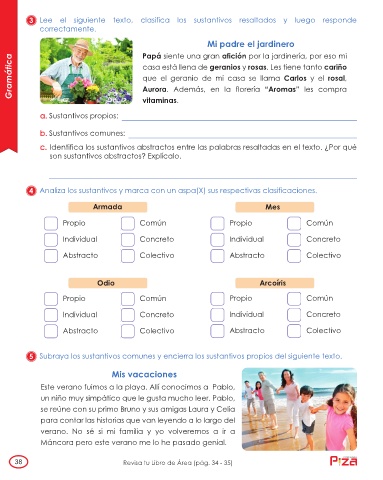 3 Lee el siguiente texto, clasifica los sustantivos resaltados y luego responde
correctamente.
Gramática
Mi padre el jardinero
Papá siente una gran afición por la jardinería, por eso mi
casa está llena de geranios y rosas. Les tiene tanto cariño
que el geranio de mi casa se llama Carlos y el rosal,
Aurora. Además, en la florería “Aromas” les compra
vitaminas.
a. Sustantivos propios:
b. Sustantivos comunes:
c. Identifica los sustantivos abstractos entre las palabras resaltadas en el texto. ¿Por qué
son sustantivos abstractos? Explícalo.
4 Analiza los sustantivos y marca con un aspa(X) sus respectivas clasificaciones.
Armada
Propio Común
Individual Concreto
Abstracto Colectivo
Mes
Propio Común
Individual Concreto
Abstracto Colectivo
Odio
Propio Común
Individual Concreto
Abstracto Colectivo
Arcoíris
Propio Común
Individual Concreto
Abstracto Colectivo
5 Subraya los sustantivos comunes y encierra los sustantivos propios del siguiente texto.
Mis vacaciones
Este verano fuimos a la playa. Allí conocimos a Pablo,
un niño muy simpático que le gusta mucho leer. Pablo,
se reúne con su primo Bruno y sus amigas Laura y Celia
para contar las historias que van leyendo a lo largo del
verano. No sé si mi familia y yo volveremos a ir a
Máncora pero este verano me lo he pasado genial.
38
Revisa tu Libro de Área (pág. 34 - 35)